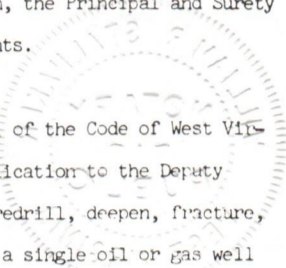 , the Principal and Surety
nts.
of the Code of West Vir-
ication to the Deputy
edrill, deepen, fracture,
a single oil or gas well